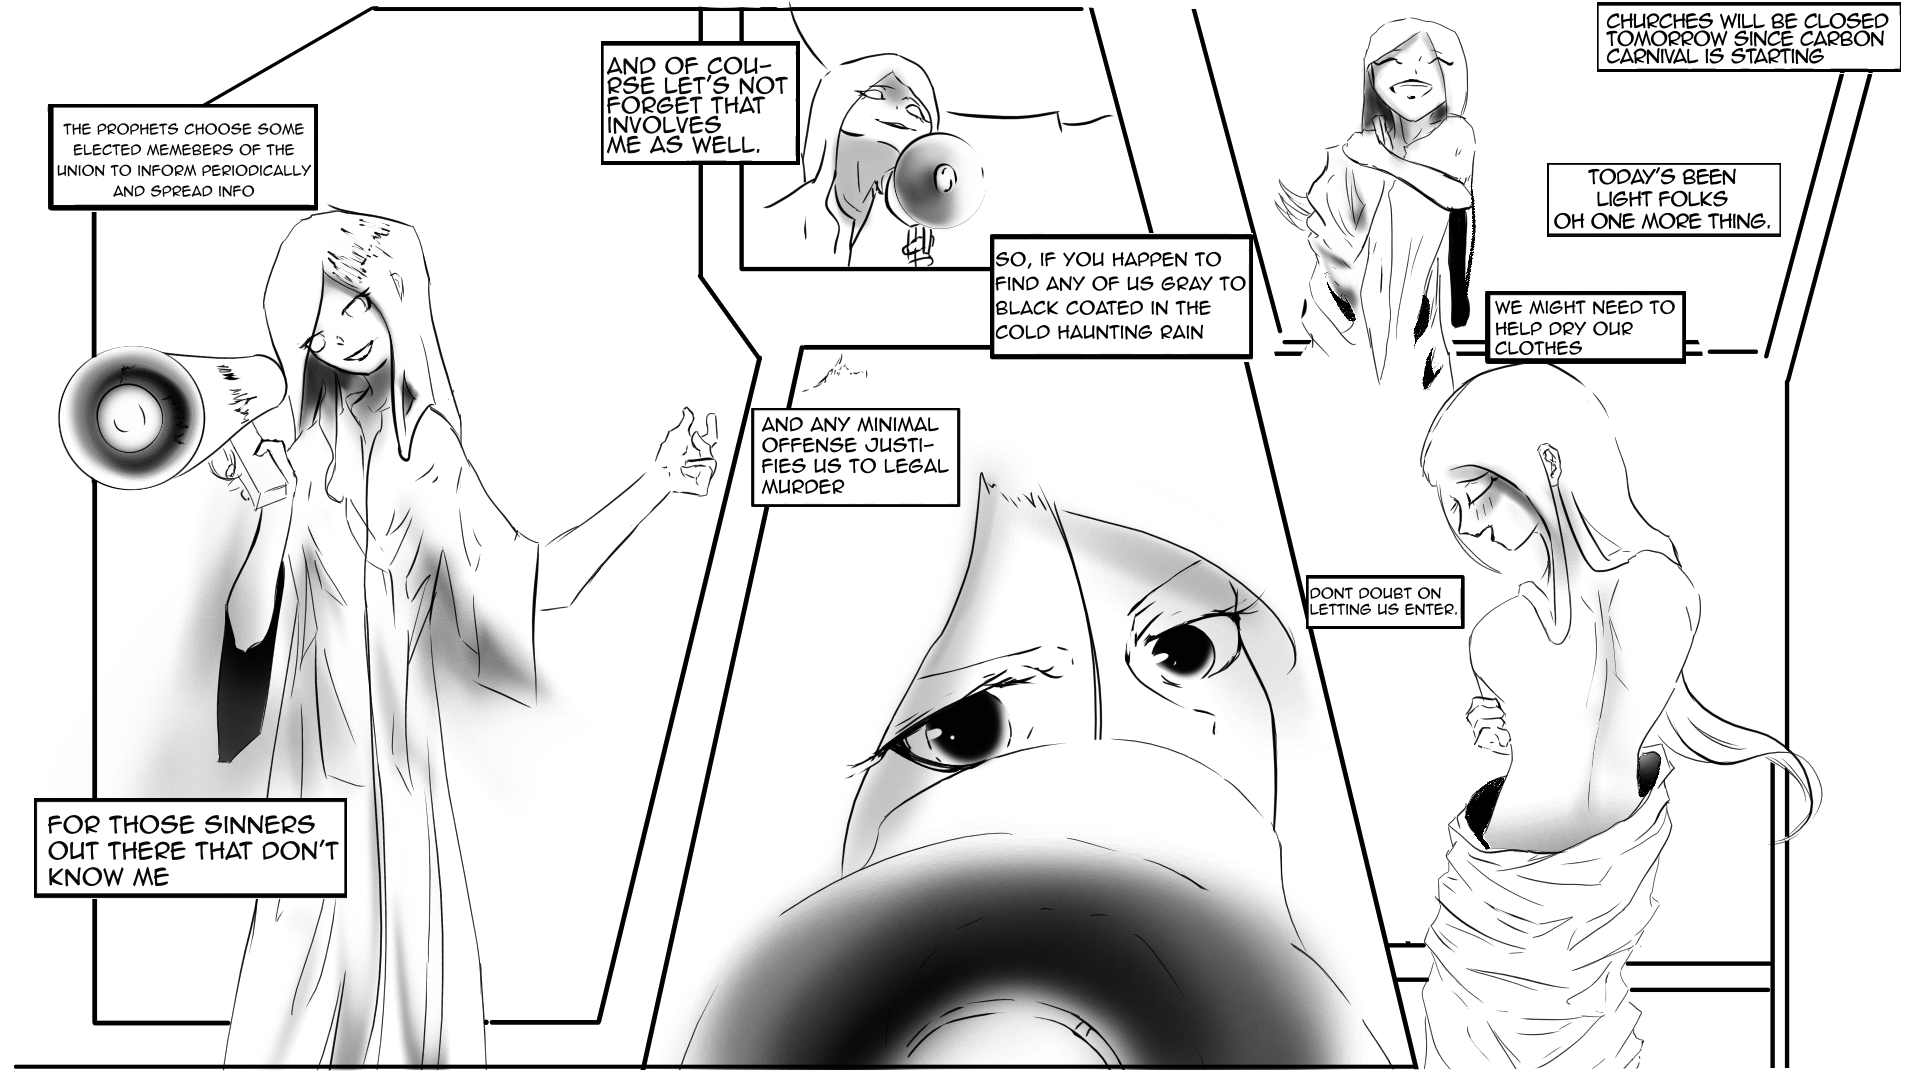 THE PROPHETS CHOOSE SOME
ELECTED MEMEBERS OF THE
UNION TO INFORM PERIODICALLY
AND SPREAD INFO
FOR THOSE SINNERS
OUT THERE THAT DON'T
KNOW ME
AND OF COU-
RSE LET'S NOT
FORGET THAT
INVOLVES
ME AS WELL.
SO, IF YOU HAPPEN TO
FIND ANY OF US GRAY TO
BLACK COATED IN THE
COLD HAUNTING RAIN
AND ANY MINIMAL
OFFENSE JUSTI-
FIES US TO LEGAL
MURDER
CHURCHES WILL BE CLOSED
TOMORROW SINCE CARBON
CARNIVAL IS STARTING
TODAY'S BEEN
LIGHT FOLKS
OH ONE MORE THING.
WE MIGHT NEED TO
HELP DRY OUR
CLOTHES
DONT DOUBT ON
LETTING US ENTER.